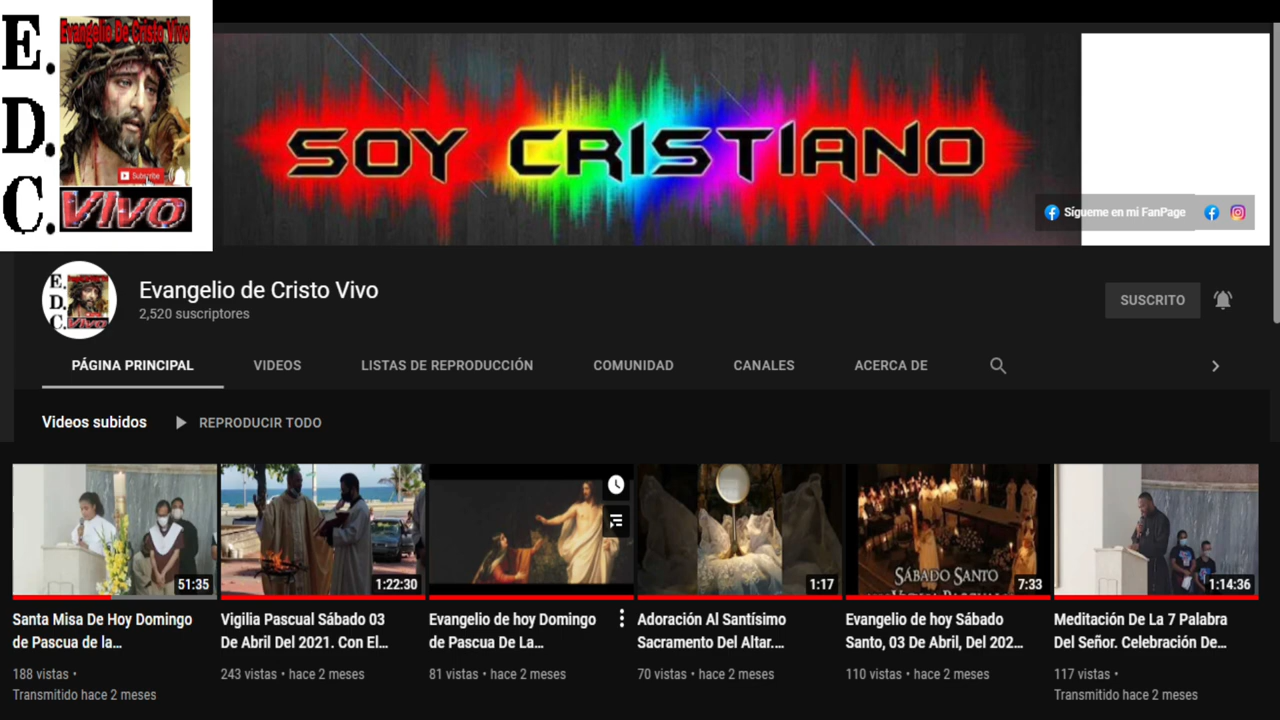 E.
D.
C.
Evangelio De Cristo Vivo
Subscribe
Vivo
SOY CRISTIANO
Sígueme en mi FanPage
Evangelio de Cristo Vivo
2,520 suscriptores
SUSCRITO
PÁGINA PRINCIPAL
VIDEOS
LISTAS DE REPRODUCCIÓN
COMUNIDAD
CANALES
ACERCA DE
Videos subidos
REPRODUCIR TODO
51:35
Santa Misa De Hoy Domingo
de Pascua de la...
188 vistas •
Transmitido hace 2 meses
1:22:30
Vigilia Pascual Sábado 03
De Abril Del 2021. Con El...
243 vistas • hace 2 meses
Evangelio de hoy Domingo
de Pascua De La...
81 vistas • hace 2 meses
1:17
Adoración Al Santísimo
Sacramento Del Altar....
70 vistas • hace 2 meses
SÁBADO SANTO
7:33
Evangelio de hoy Sábado
Santo, 03 De Abril, Del 202...
110 vistas • hace 2 meses
1:14:36
Meditación De La 7 Palabra
Del Señor. Celebración De...
117 vistas •
Transmitido hace 2 meses